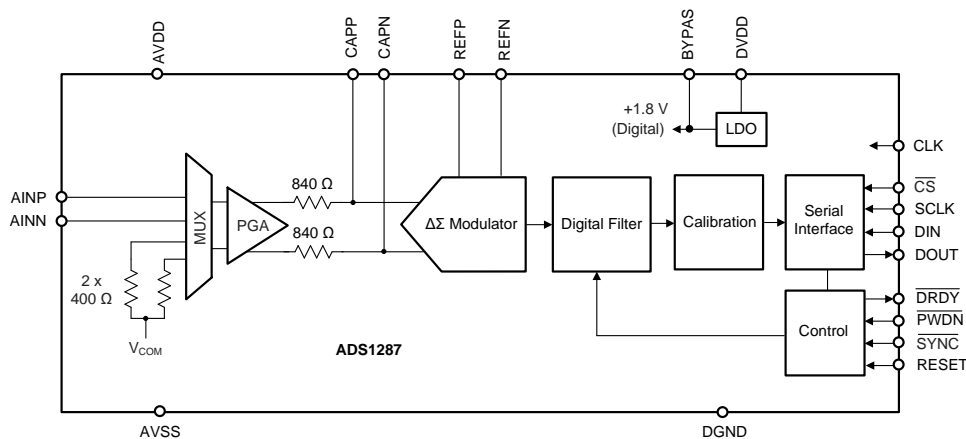 AVDD
CAPP
CAPN
REFP
REFN
BYPAS
DVDD
+1.8 V
(Digital)
LDO
CLK
AINP
AINN
MUX
PGA
840 Ω
840 Ω
ΔΣ Modulator
Digital Filter
Calibration
Serial
Interface
CS
SCLK
DIN
DOUT
2 x
400 Ω
VCOM
Control
DRDY
PWDN
SYNC
RESET
ADS1287
AVSS
DGND